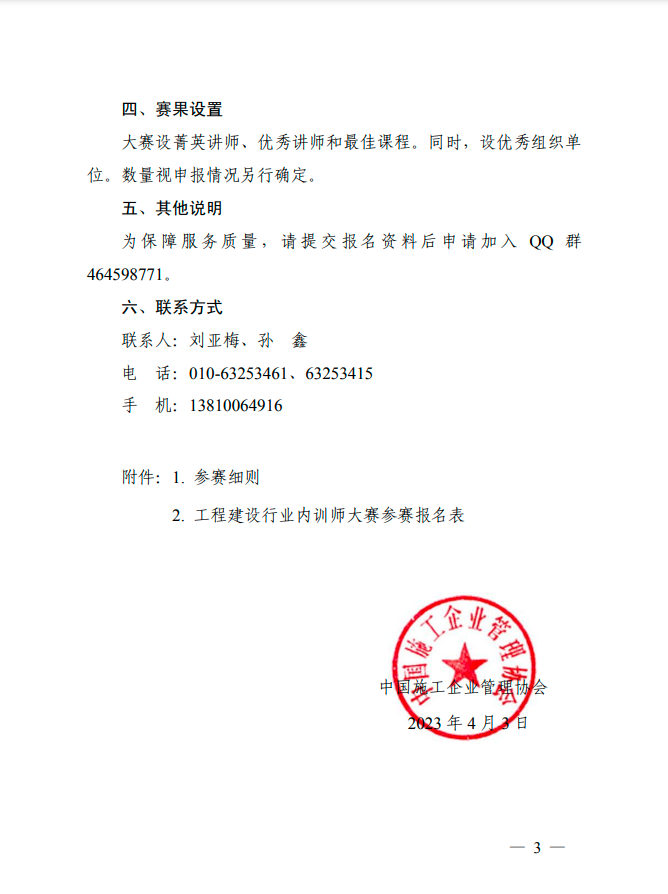 四、赛果设置
大赛设菁英讲师、优秀讲师和最佳课程。同时，设优秀组织单
位。数量视申报情况另行确定。
五、其他说明
为保障服务质量，请提交报名资料后申请加入 QQ 群
464598771。
六、联系方式
联系人：刘亚梅、孙　鑫
电　话：010-63253461、63253415
手　机：13810064916
附件：1. 参赛细则
2. 工程建设行业内训师大赛参赛报名表
中国施工企业管理协会
中国施工企业管理协会
2023 年 4 月 3 日
— 3 —